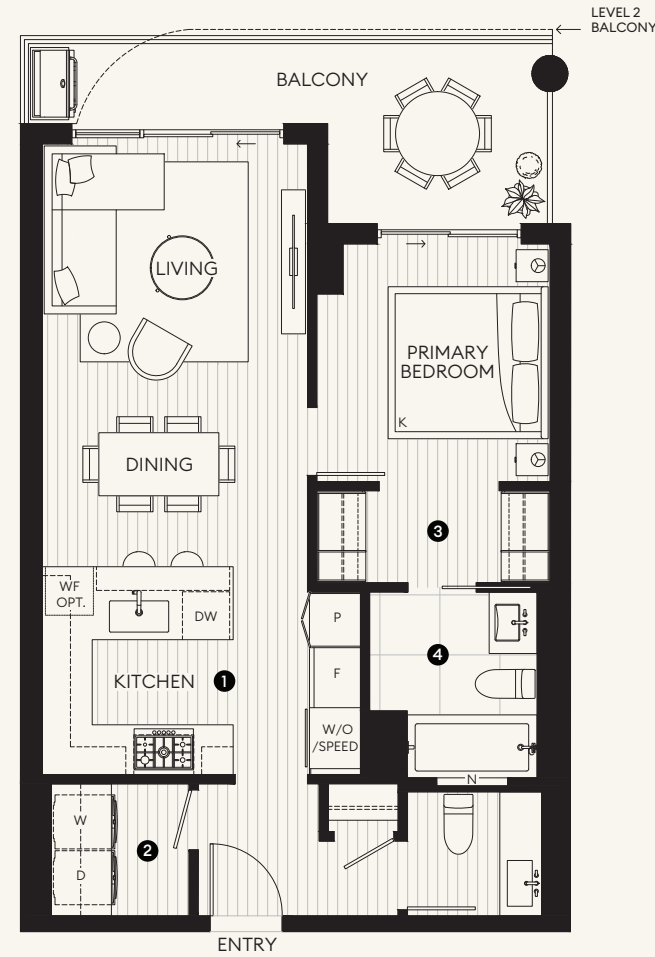 LEVEL 2
BALCONY
BALCONY
LIVING
PRIMARY
BEDROOM
K
DINING
3
WF
OPT.
DW
P
4
KITCHEN
1
F
W/O
/SPEED
N
W
2
D
ENTRY